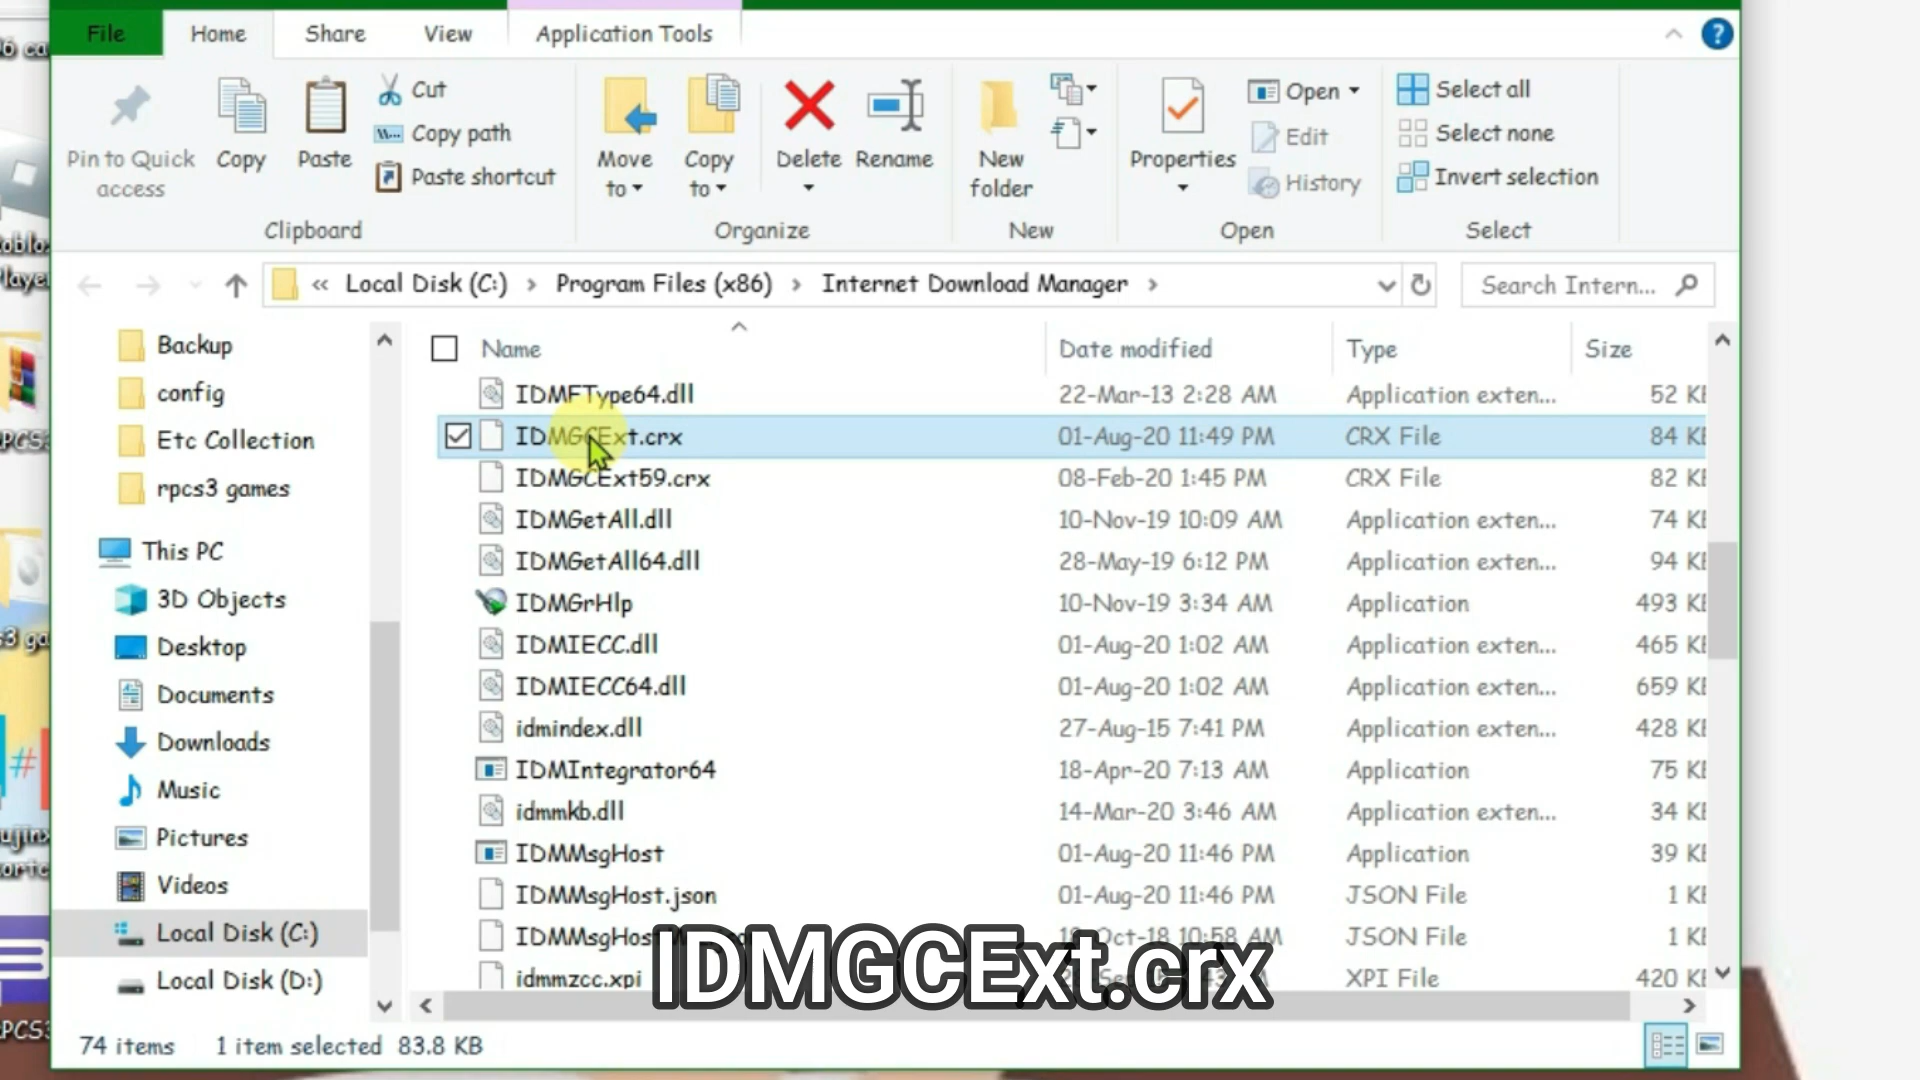 File
Home
Share
View
Application Tools
Pin to Quick access
Copy
Paste
Cut
Copy path
Paste shortcut
Clipboard
Move to
Copy to
Delete
Rename
Organize
New folder
New
Properties
Open
Edit
History
Open
Select all
Select none
Invert selection
Select
« Local Disk (C:) › Program Files (x86) › Internet Download Manager ›
Search Intern...
Backup
config
Etc Collection
rpcs3 games
This PC
3D Objects
Desktop
Documents
Downloads
Music
Pictures
Videos
Local Disk (C:)
Local Disk (D:)
Name Date modified Type Size
IDMFType64.dll 22-Mar-13 2:28 AM Application exten... 52 KB
IDMGCExt.crx 01-Aug-20 11:49 PM CRX File 84 KB
IDMGCExt59.crx 08-Feb-20 1:45 PM CRX File 82 KB
IDMGetAll.dll 10-Nov-19 10:09 AM Application exten... 74 KB
IDMGetAll64.dll 28-May-19 6:12 PM Application exten... 94 KB
IDMGrHlp 10-Nov-19 3:34 AM Application 493 KB
IDMIECC.dll 01-Aug-20 1:02 AM Application exten... 465 KB
IDMIECC64.dll 01-Aug-20 1:02 AM Application exten... 659 KB
idmindex.dll 27-Aug-15 7:41 PM Application exten... 428 KB
IDMIntegrator64 18-Apr-20 7:13 AM Application 75 KB
idmmkb.dll 14-Mar-20 3:46 AM Application exten... 34 KB
IDMMsgHost 01-Aug-20 11:46 PM Application 39 KB
IDMMsgHost.json 01-Aug-20 11:46 PM JSON File 1 KB
10:58 AM JSON File 1 KB
idmmzcc.xpi XPI File 420 KB
IDMGCExt.crx
74 items 1 item selected 83.8 KB